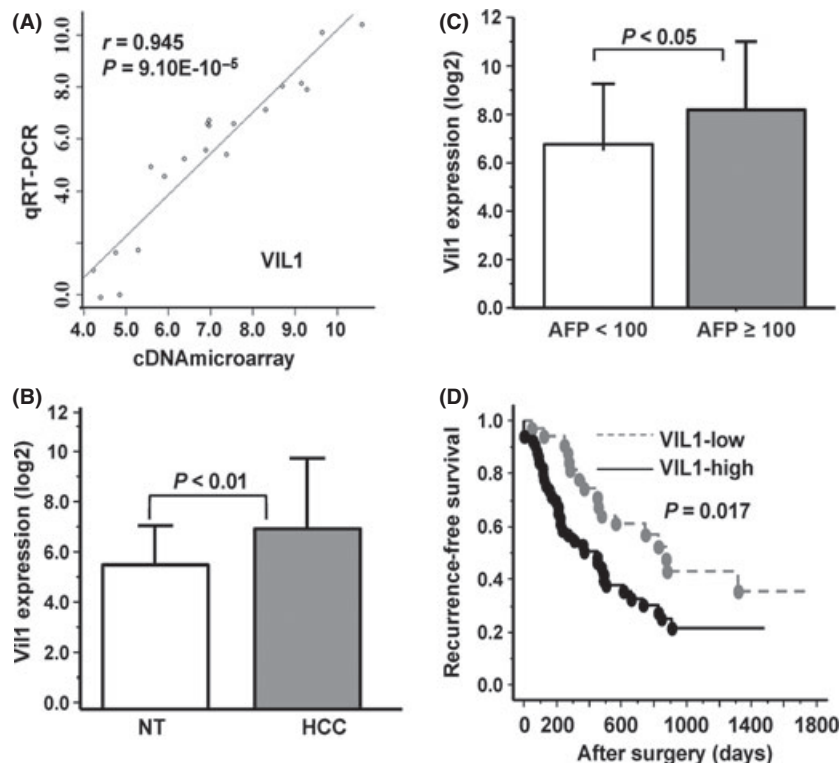 (A)
r = 0.945
P = 9.10E-10⁻⁵
VIL1
qRT-PCR
10.0
8.0
6.0
4.0
2.0
0.0
4.0 5.0 6.0 7.0 8.0 9.0 10
cDNAmicroarray
(C)
P < 0.05
Vil1 expression (log2)
12
10
8.0
6.0
4.0
2.0
0.0
AFP < 100 AFP ≥ 100
(B)
P < 0.01
Vil1 expression (log2)
12
10
8.0
6.0
4.0
2.0
0.0
NT HCC
(D)
VIL1-low
VIL1-high
P = 0.017
Recurrence-free survival
1.0
0.8
0.6
0.4
0.2
0.0
0 200 600 1000 1400 1800
After surgery (days)